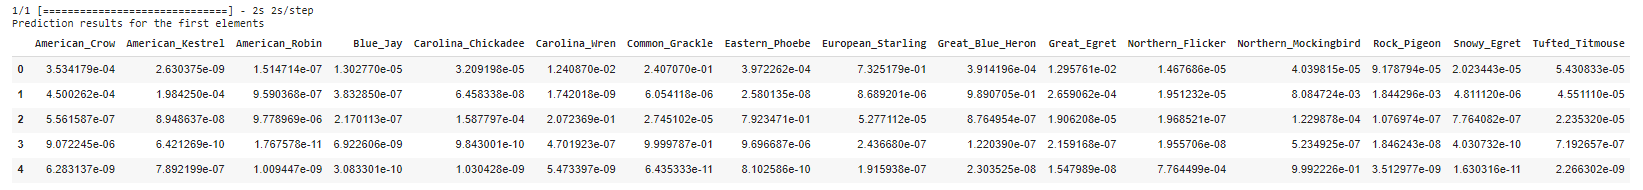 1/1 [==============================] - 2s 2s/step
Prediction results for the first elements
American_Crow American_Kestrel American_Robin Blue_Jay Carolina_Chickadee Carolina_Wren Common_Grackle Eastern_Phoebe European_Starling Great_Blue_Heron Great_Egret Northern_Flicker Northern_Mockingbird Rock_Pigeon Snowy_Egret Tufted_Titmouse
0 3.534179e-04 2.630375e-09 1.514714e-07 1.302770e-05 3.209198e-05 1.240870e-02 2.407070e-01 3.972262e-04 7.325179e-01 3.914196e-04 1.295761e-02 1.467686e-05 4.039815e-05 9.178794e-05 2.023443e-05 5.430833e-05
1 4.500262e-04 1.984250e-04 9.590368e-07 3.832850e-07 6.458338e-08 1.742018e-09 6.054118e-06 2.580135e-08 8.689201e-06 9.890705e-01 2.659062e-04 1.951232e-05 8.084724e-03 1.844296e-03 4.811120e-06 4.551110e-05
2 5.561587e-07 8.948637e-08 9.778969e-06 2.170113e-07 1.587797e-04 2.072369e-01 2.745102e-05 7.923471e-01 5.277112e-05 8.764954e-07 1.906208e-05 1.968521e-07 1.229878e-04 1.076974e-07 7.764082e-07 2.235320e-05
3 9.072245e-06 6.421269e-10 1.767578e-11 6.922606e-09 9.843001e-10 4.701923e-07 9.999787e-01 9.696687e-06 2.436680e-07 1.220390e-07 2.159168e-07 1.955706e-08 5.234925e-07 1.846243e-08 4.030732e-10 7.192657e-07
4 6.283137e-09 7.892199e-07 1.009447e-09 3.083301e-10 1.030428e-09 5.473397e-09 6.435333e-11 8.102586e-10 1.915938e-07 2.303525e-08 1.547989e-08 7.764499e-04 9.992226e-01 3.512977e-09 1.630316e-11 2.266302e-09